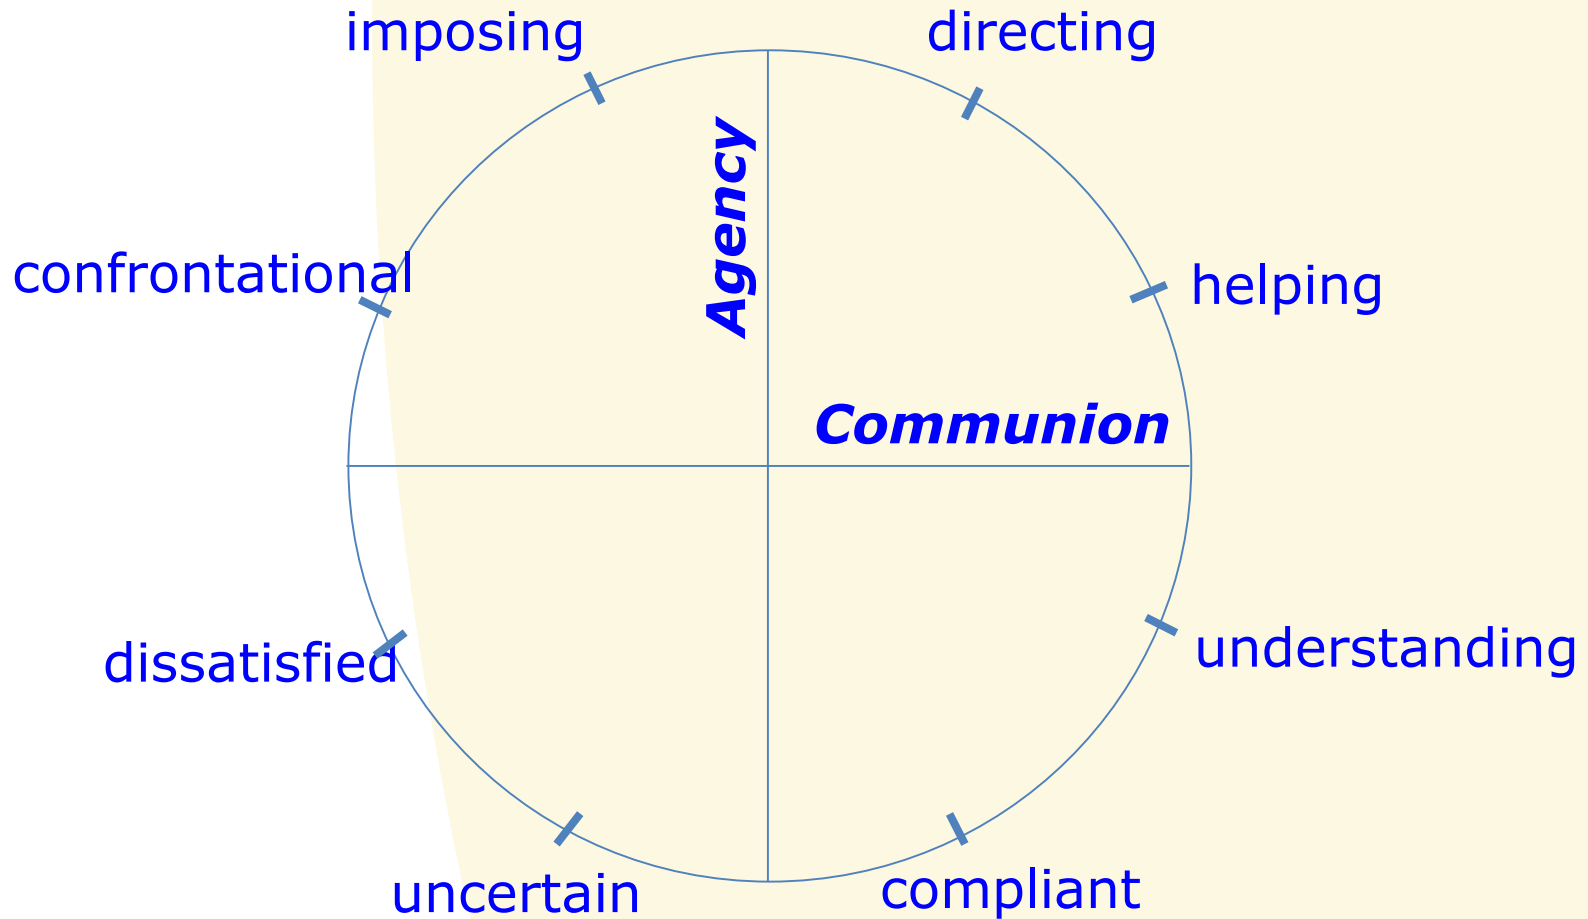 imposing
directing
Agency
confrontational
helping
Communion
dissatisfied
understanding
uncertain
compliant